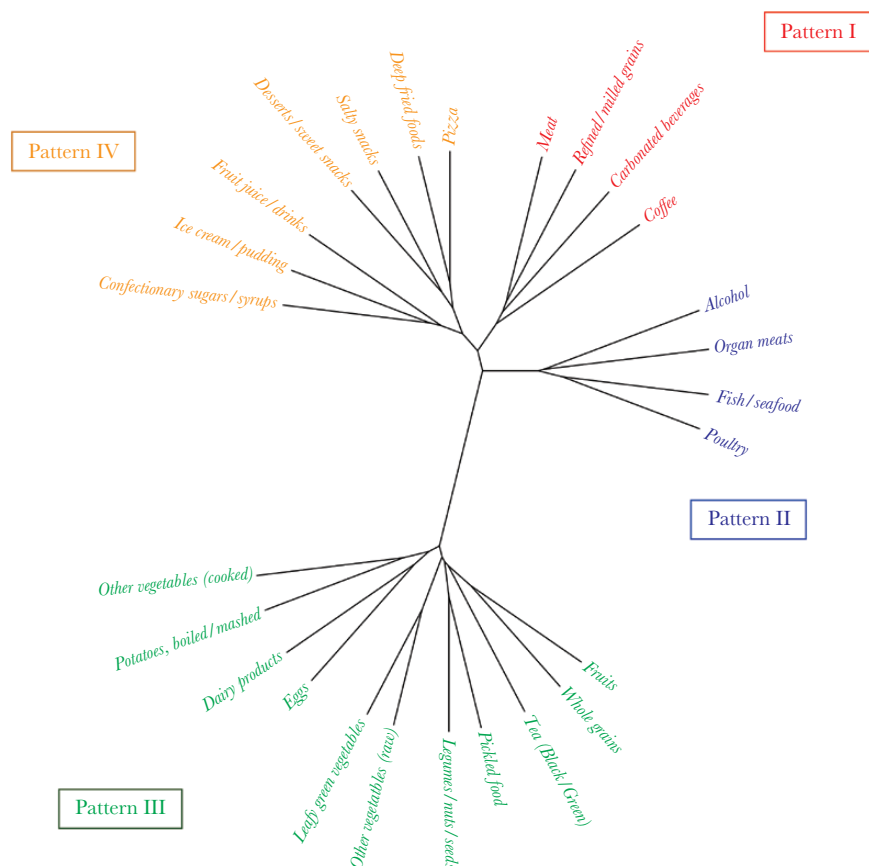 Pattern I
Pattern IV
Confectionary sugars/syrups
Ice cream/pudding
Fruit juice/drinks
Desserts/sweet snacks
Salty snacks
Deep fried foods
Pizza
Meat
Refined/milled grains
Carbonated beverages
Coffee
Alcohol
Organ meats
Fish/seafood
Poultry
Pattern II
Other vegetables (cooked)
Potatoes, boiled/mashed
Dairy products
Eggs
Leafy green vegetables
Other vegetatbles (raw)
Legumes/nuts/seed
Pickled food
Tea (Black/Green)
Whole grains
Fruits
Pattern III